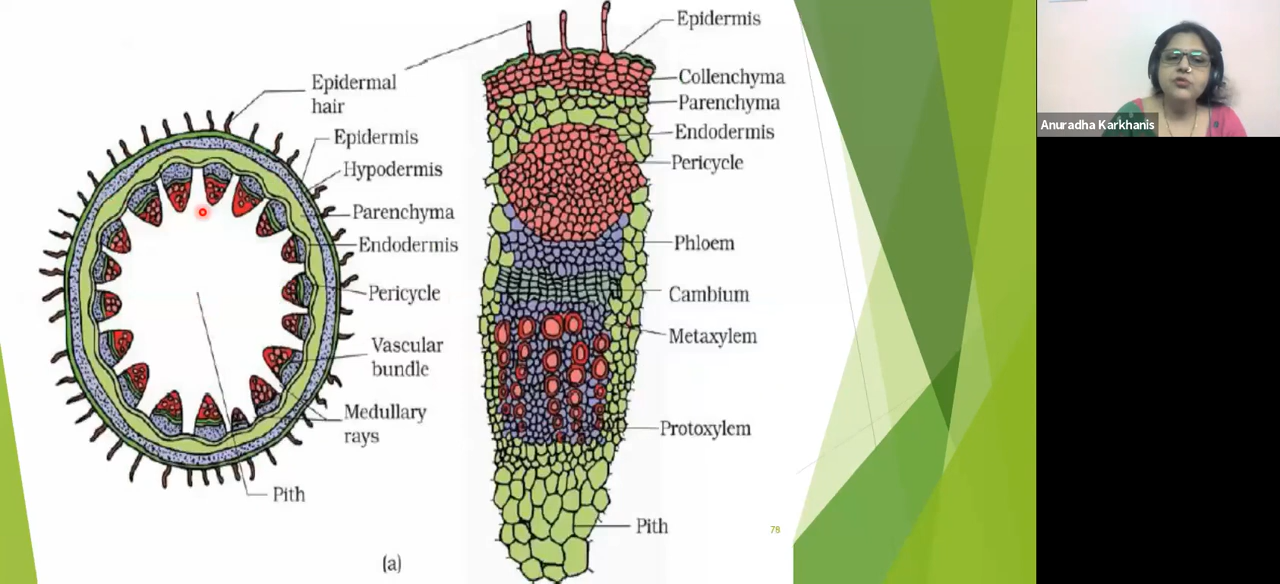 Epidermal
hair
Epidermis
Hypodermis
Parenchyma
Endodermis
Pericycle
Vascular
bundle
Medullary
rays
Pith
(a)
Epidermis
Collenchyma
Parenchyma
Endodermis
Pericycle
Phloem
Cambium
Metaxylem
Protoxylem
Pith
78
Anuradha Karkhanis